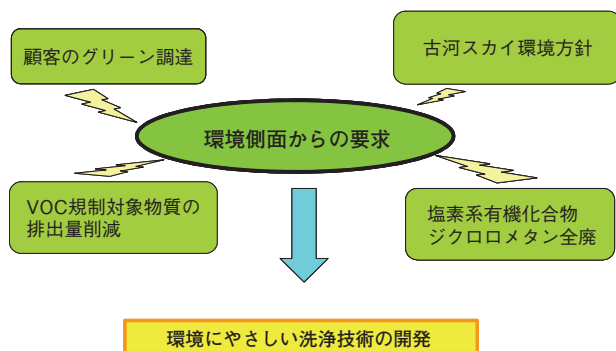 顧客のグリーン調達
古河スカイ環境方針
環境側面からの要求
VOC規制対象物質の
排出量削減
塩素系有機化合物
ジクロロメタン全廃
環境にやさしい洗浄技術の開発